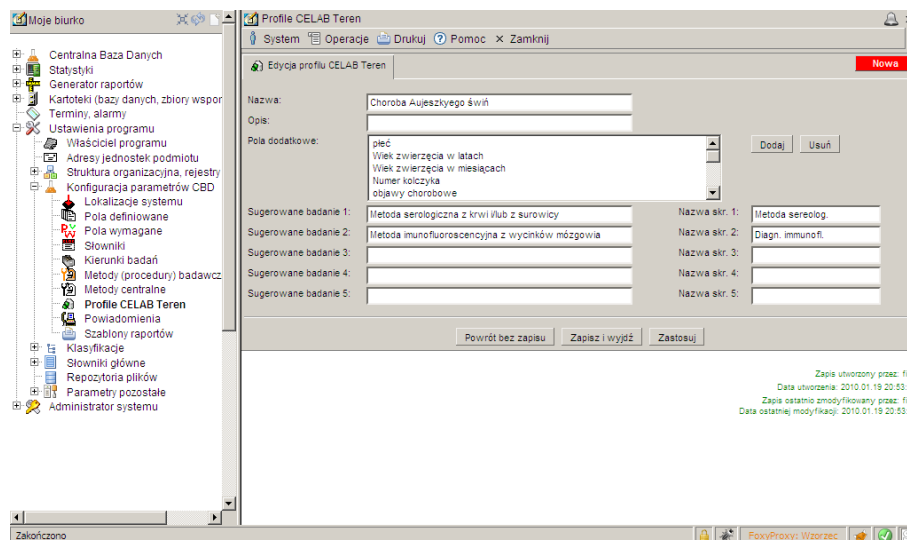 Moje biurko
Centralna Baza Danych
Statystyki
Generator raportów
Kartoteki (bazy danych, zbiory wspor
Terminy, alarmy
Ustawienia programu
Właściciel programu
Adresy jednostek podmiotu
Struktura organizacyjna, rejestry
Konfiguracja parametrów CBD
Lokalizacje systemu
Pola definiowane
Pola wymagane
Słowniki
Kierunki badań
Metody (procedury) badawcz
Metody centralne
Profile CELAB Teren
Powiadomienia
Szablony raportów
Klasyfikacje
Słowniki główne
Repozytoria plików
Parametry pozostałe
Administrator systemu
Profile CELAB Teren
System Operacje Drukuj Pomoc Zamknij
Edycja profilu CELAB Teren
Nowa
Nazwa: Choroba Aujeszkyego świń
Opis:
Pola dodatkowe: płeć
Wiek zwierzęcia w latach
Wiek zwierzęcia w miesiącach
Numer kolczyka
objawy chorobowe
Dodaj Usuń
Sugerowane badanie 1: Metoda serologiczna z krwi i/lub z surowicy Nazwa skr. 1: Metoda sereolog.
Sugerowane badanie 2: Metoda imunofluoroscencyjna z wycinków mózgowia Nazwa skr. 2: Diagn. immunofl.
Sugerowane badanie 3: Nazwa skr. 3:
Sugerowane badanie 4: Nazwa skr. 4:
Sugerowane badanie 5: Nazwa skr. 5:
Powrót bez zapisu Zapisz i wyjdź Zastosuj
Zapis utworzony przez: fi
Data utworzenia: 2010.01.19 20:53:
Zapis ostatnio zmodyfikowany przez: fi
Data ostatniej modyfikacji: 2010.01.19 20:53:
Zakończono
FoxyProxy: Wzorzec